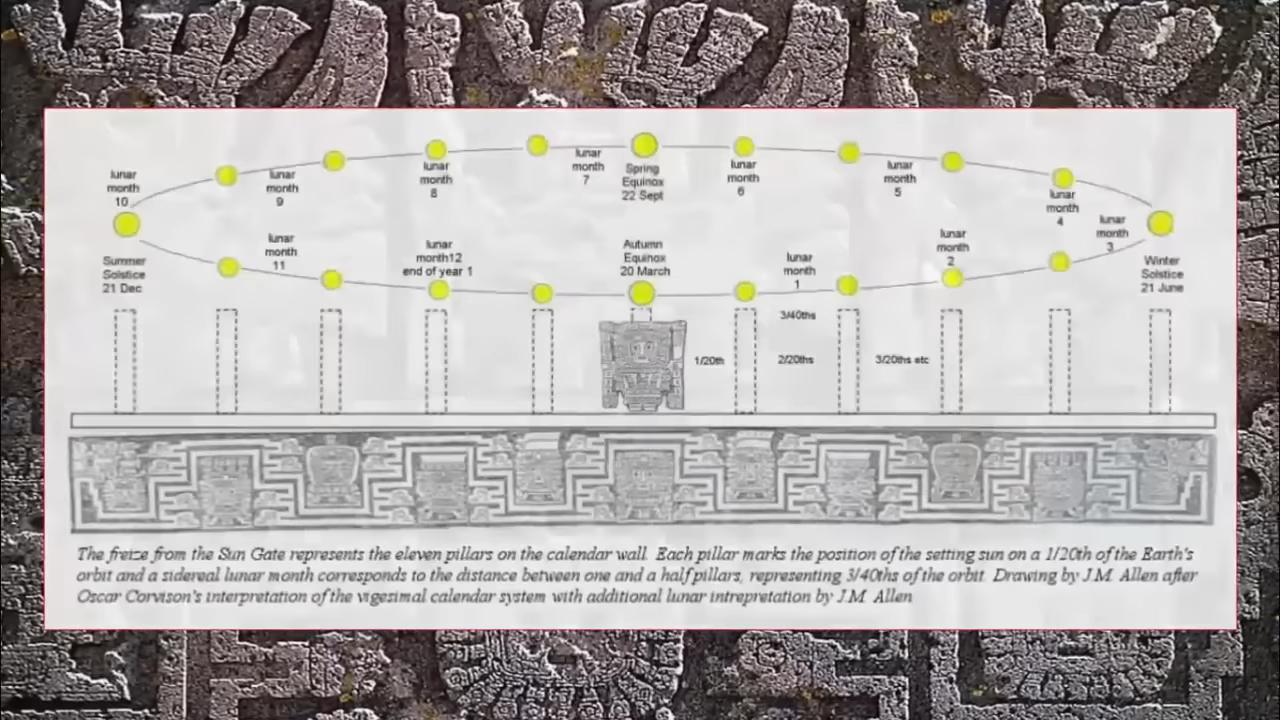 lunar
month
10
lunar
month
9
lunar
month
8
lunar
month
7
Spring
Equinox
22 Sept
lunar
month
6
lunar
month
5
lunar
month
4
lunar
month
3
Summer
Solstice
21 Dec
lunar
month
11
lunar
month12
end of year 1
Autumn
Equinox
20 March
lunar
month
1
lunar
month
2
Winter
Solstice
21 June
3/40ths
1/20th
2/20ths
3/20ths etc
The freize from the Sun Gate represents the eleven pillars on the calendar wall. Each pillar marks the position of the setting sun on a 1/20th of the Earth's
orbit and a sidereal lunar month corresponds to the distance between one and a half pillars, representing 3/40ths of the orbit. Drawing by J.M. Allen after
Oscar Corvison's interpretation of the vigesimal calendar system with additional lunar intrepretation by J.M. Allen